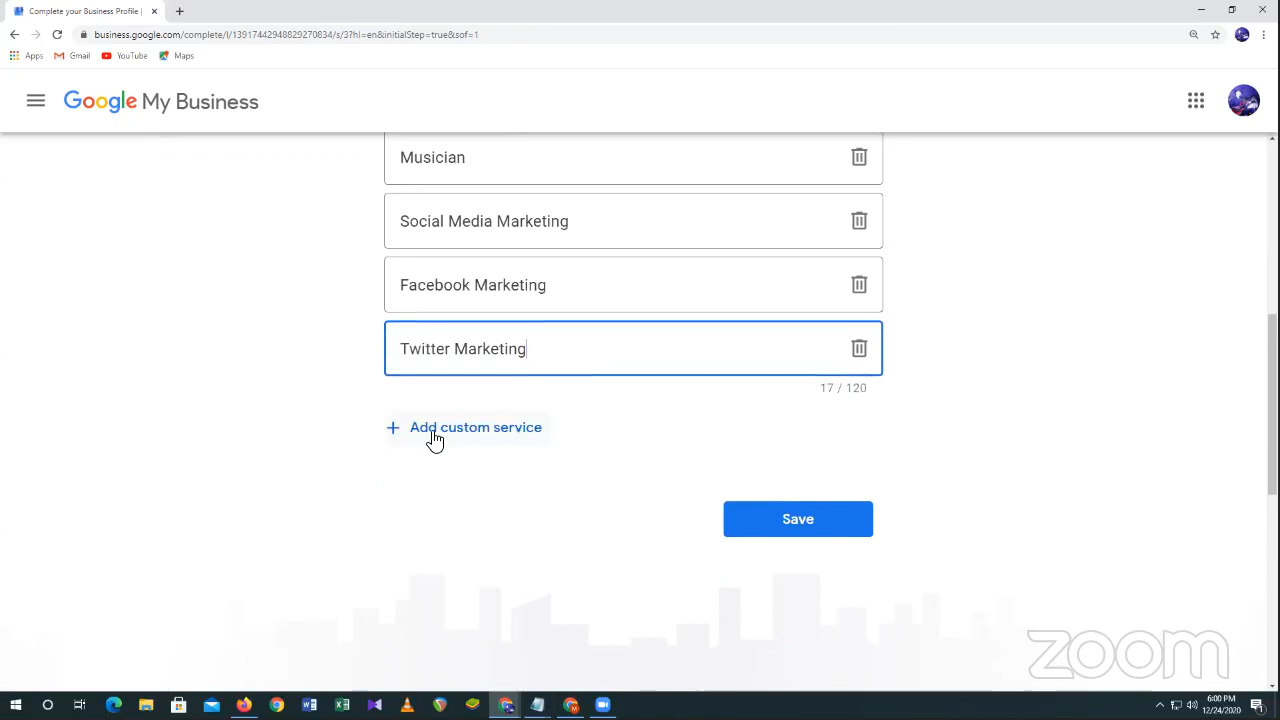 Complete your Business Profile |
business.google.com/complete/l/13917442948829270834/s/3?hl=en&initialStep=true&sof=1
Apps Gmail YouTube Maps
Google My Business
Musician
Social Media Marketing
Facebook Marketing
Twitter Marketing
17 / 120
+ Add custom service
Save
zoom
6:00 PM
12/24/2020